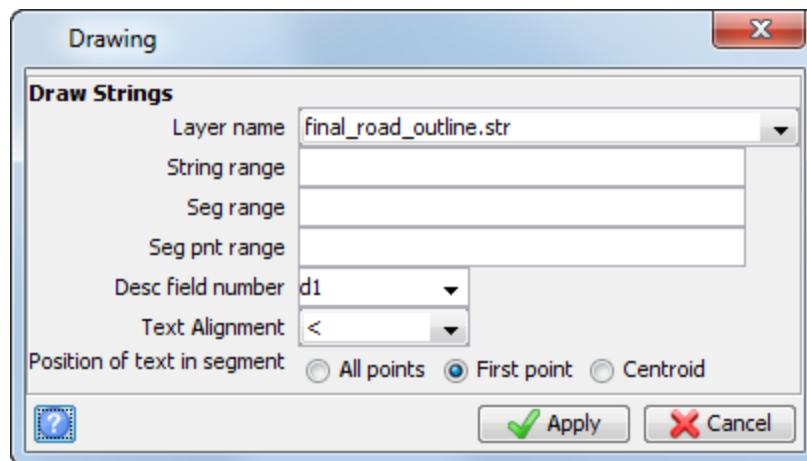 Drawing
x
Draw Strings
Layer name final_road_outline.str
String range
Seg range
Seg pnt range
Desc field number d1
Text Alignment <
Position of text in segment All points First point Centroid
? Apply Cancel